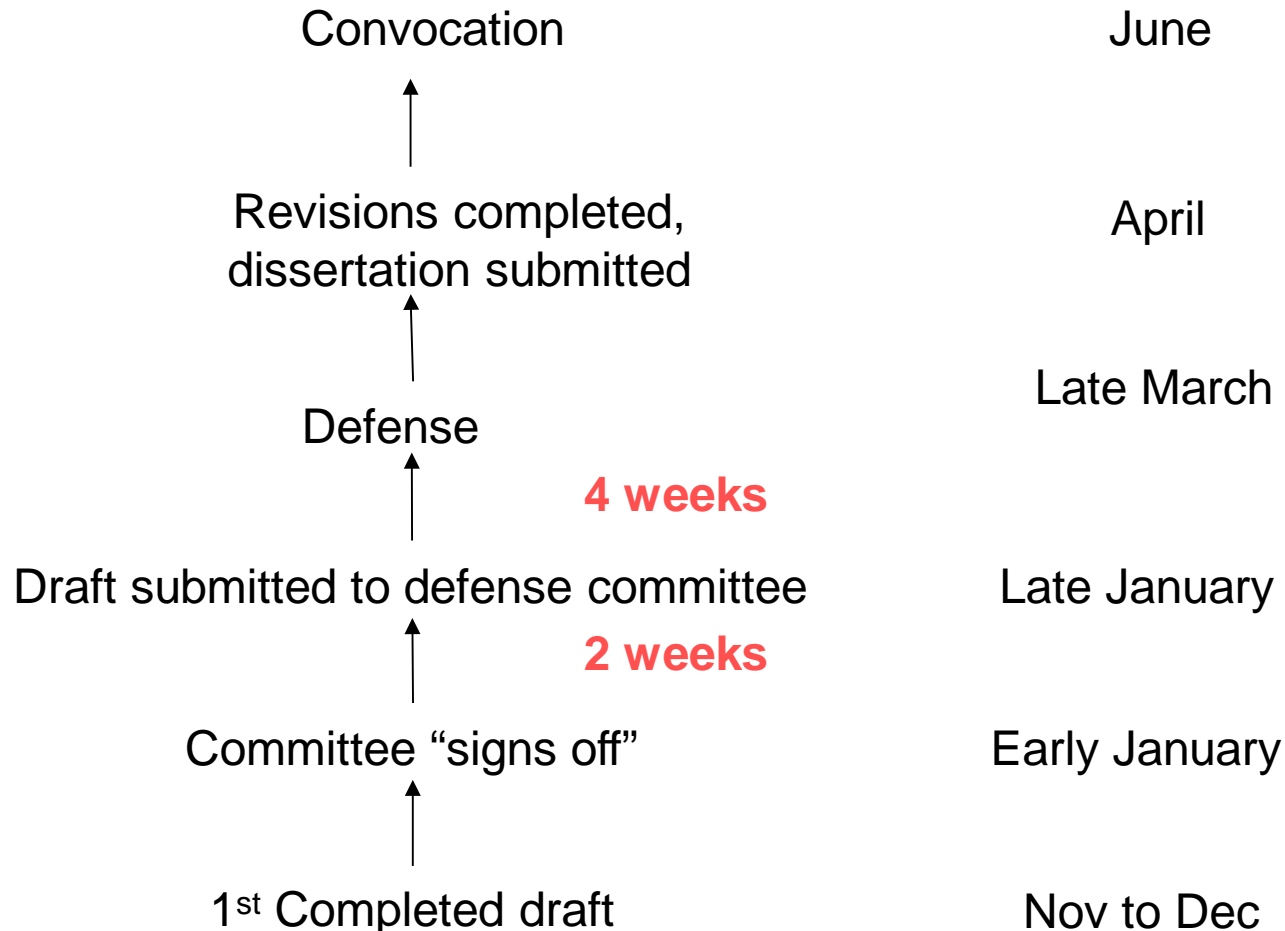 Convocation
June
Revisions completed,
dissertation submitted
April
Late March
Defense
4 weeks
Draft submitted to defense committee
Late January
2 weeks
Committee “signs off”
Early January
1st Completed draft
Nov to Dec